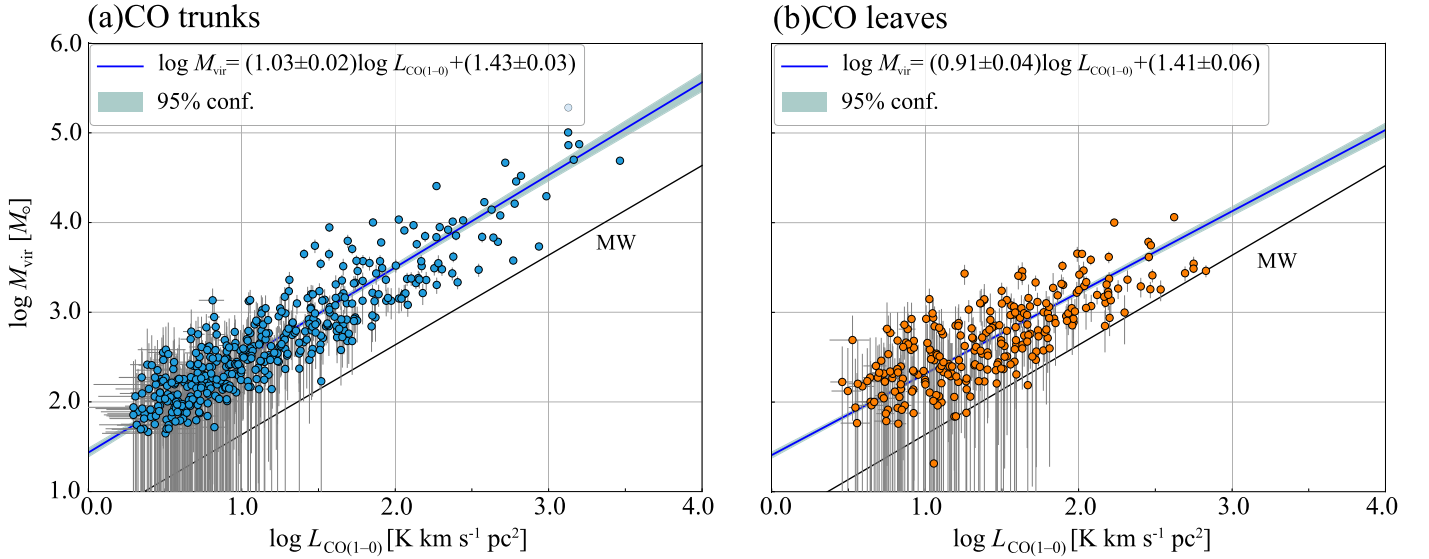 (a)CO trunks
(b)CO leaves
log Mvir= (1.03±0.02)log LCO(1–0)+(1.43±0.03)
95% conf.
log Mvir= (0.91±0.04)log LCO(1–0)+(1.41±0.06)
95% conf.
6.0
5.0
4.0
3.0
2.0
1.0
log Mvir [M○]
MW
MW
0.0 1.0 2.0 3.0 4.0
0.0 1.0 2.0 3.0 4.0
log LCO(1–0) [K km s-1 pc2]
log LCO(1–0) [K km s-1 pc2]